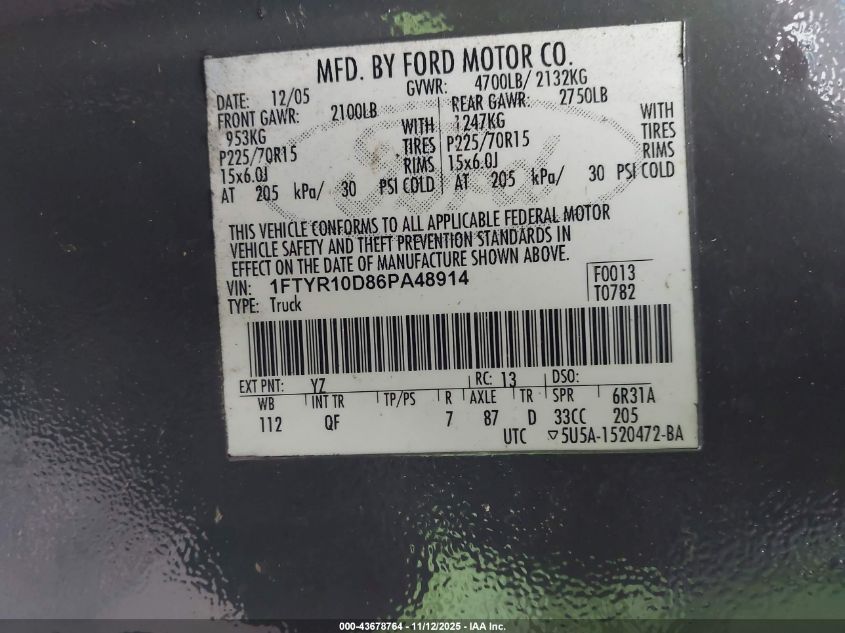 MFD. BY FORD MOTOR CO.
DATE: 12/05 GVWR: 4700LB/ 2132KG
FRONT GAWR: 2100LB REAR GAWR: 2750LB
953KG WITH 1247KG WITH
P225/70R15 TIRES P225/70R15 TIRES
15x6.0J RIMS 15x6.0J RIMS
AT 205 kPa/ 30 PSI COLD AT 205 kPa/ 30 PSI COLD
Ford
THIS VEHICLE CONFORMS TO ALL APPLICABLE FEDERAL MOTOR
VEHICLE SAFETY AND THEFT PREVENTION STANDARDS IN
EFFECT ON THE DATE OF MANUFACTURE SHOWN ABOVE.
VIN: 1FTYR10D86PA48914 F0013
TYPE: Truck T0782
EXT PNT: YZ RC: 13 DSO:
WB INT TR TP/PS R AXLE TR SPR 6R31A
112 QF 7 87 D 33CC 205
UTC ▽5U5A-1520472-BA
000-43678764 - 11/12/2025 - IAA Inc.